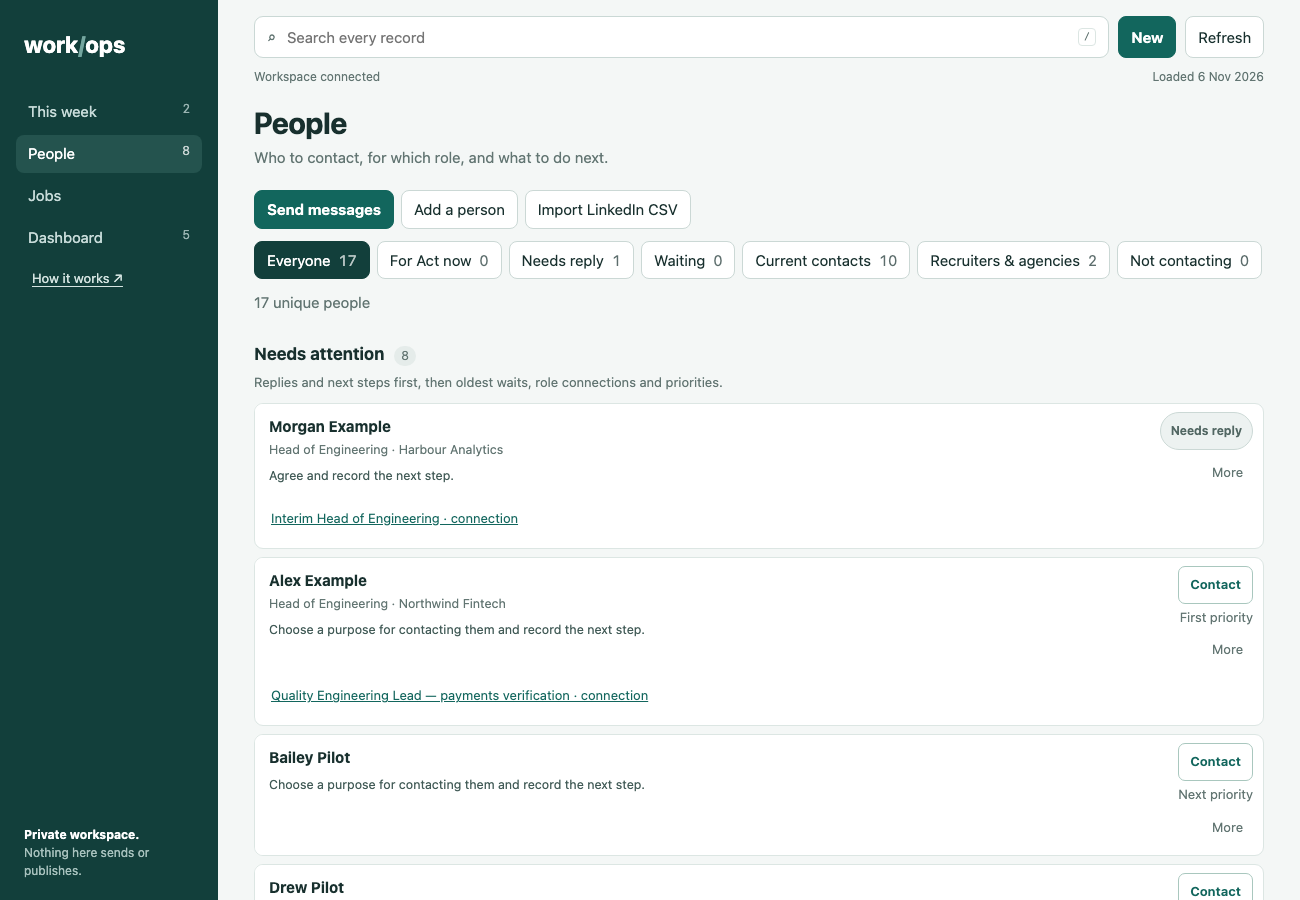 work/ops
This week 2
People 8
Jobs
Dashboard 5
How it works ↗
Private workspace.
Nothing here sends or
publishes.
Search every record /
New
Refresh
Workspace connected
Loaded 6 Nov 2026
People
Who to contact, for which role, and what to do next.
Send messages
Add a person
Import LinkedIn CSV
Everyone 17
For Act now 0
Needs reply 1
Waiting 0
Current contacts 10
Recruiters & agencies 2
Not contacting 0
17 unique people
Needs attention 8
Replies and next steps first, then oldest waits, role connections and priorities.
Morgan Example
Needs reply
Head of Engineering · Harbour Analytics
Agree and record the next step.
More
Interim Head of Engineering · connection
Alex Example
Contact
Head of Engineering · Northwind Fintech
First priority
Choose a purpose for contacting them and record the next step.
More
Quality Engineering Lead — payments verification · connection
Bailey Pilot
Contact
Choose a purpose for contacting them and record the next step.
Next priority
More
Drew Pilot
Contact